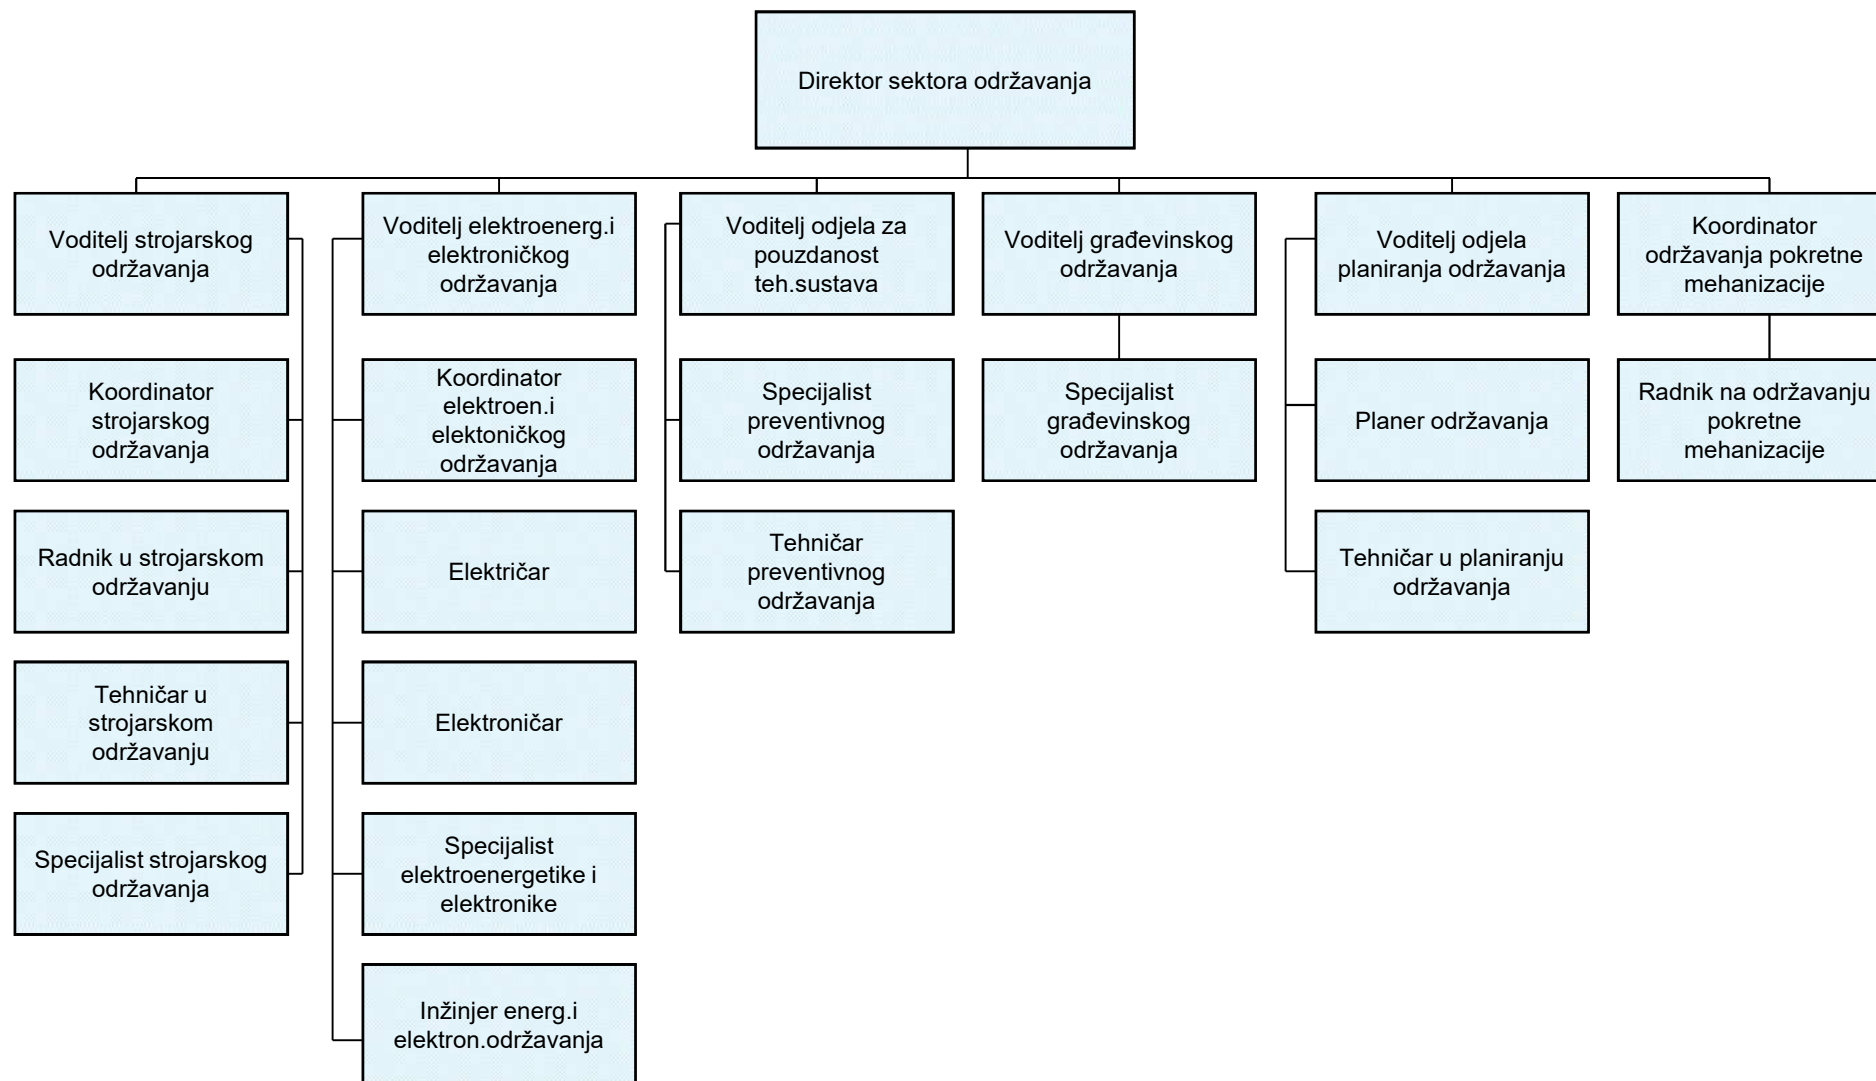 Direktor sektora održavanja
Voditelj strojarskog
održavanja
Voditelj elektroenerg.i
elektroničkog
održavanja
Voditelj odjela za
pouzdanost
teh.sustava
Voditelj građevinskog
održavanja
Voditelj odjela
planiranja održavanja
Koordinator
održavanja pokretne
mehanizacije
Koordinator
strojarskog
održavanja
Koordinator
elektroen.i
elektoničkog
održavanja
Specijalist
preventivnog
održavanja
Specijalist
građevinskog
održavanja
Planer održavanja
Radnik na održavanju
pokretne
mehanizacije
Radnik u strojarskom
održavanju
Električar
Tehničar
preventivnog
održavanja
Tehničar u planiranju
održavanja
Tehničar u
strojarskom
održavanju
Elektroničar
Specijalist strojarskog
održavanja
Specijalist
elektroenergetike i
elektronike
Inžinjer energ.i
elektron.održavanja